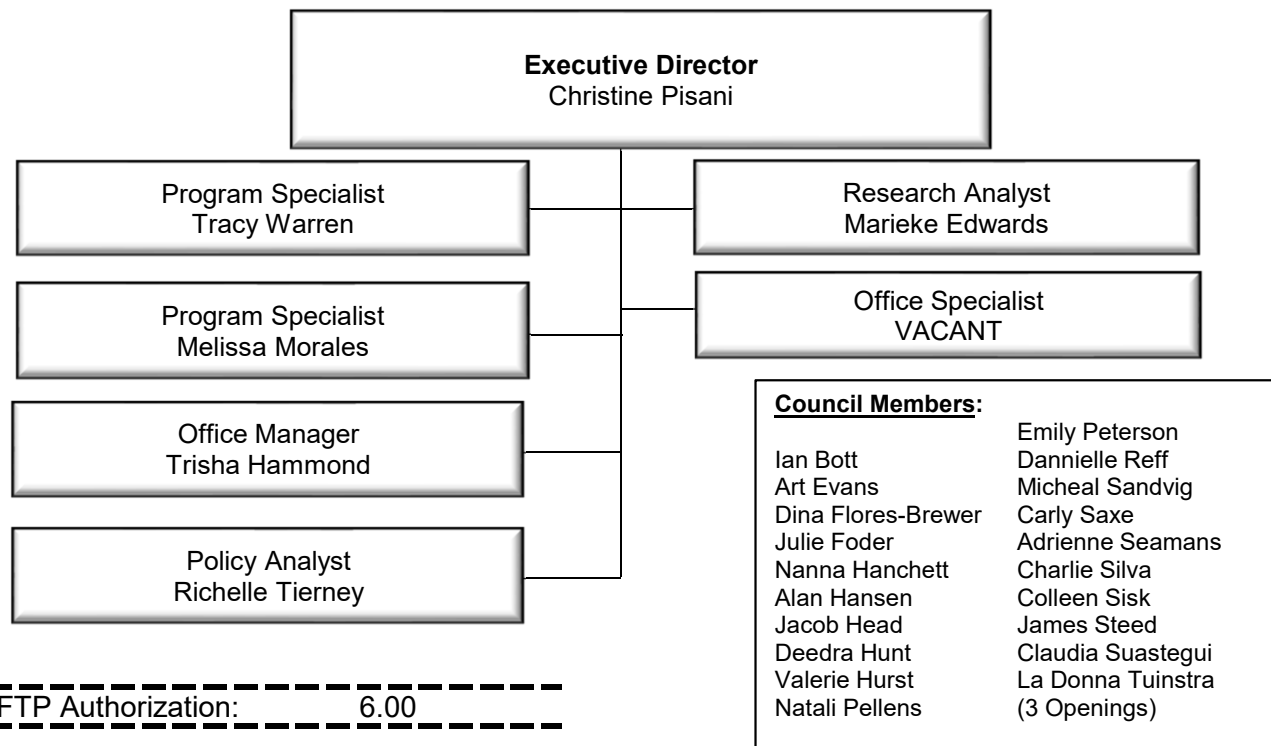 Executive Director
Christine Pisani
Program Specialist
Tracy Warren
Research Analyst
Marieke Edwards
Program Specialist
Melissa Morales
Office Specialist
VACANT
Office Manager
Trisha Hammond
Policy Analyst
Richelle Tierney
Council Members:
Emily Peterson
Ian Bott Dannielle Reff
Art Evans Micheal Sandvig
Dina Flores-Brewer Carly Saxe
Julie Foder Adrienne Seamans
Nanna Hanchett Charlie Silva
Alan Hansen Colleen Sisk
Jacob Head James Steed
Deedra Hunt Claudia Suastegui
Valerie Hurst La Donna Tuinstra
Natali Pellens (3 Openings)
FTP Authorization: 6.00